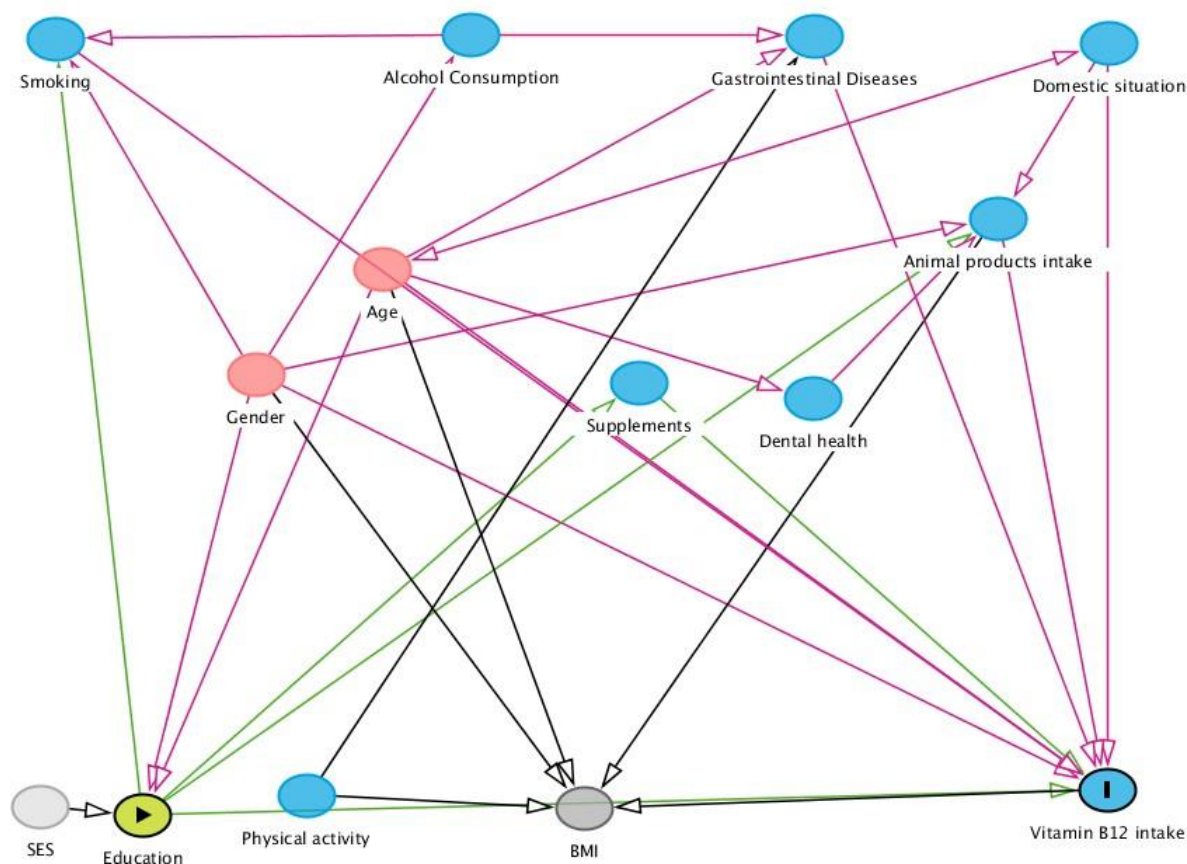 Smoking
Alcohol Consumption
Gastrointestinal Diseases
Domestic situation
Animal products intake
Age
Gender
Supplements
Dental health
SES
Education
Physical activity
BMI
Vitamin B12 intake